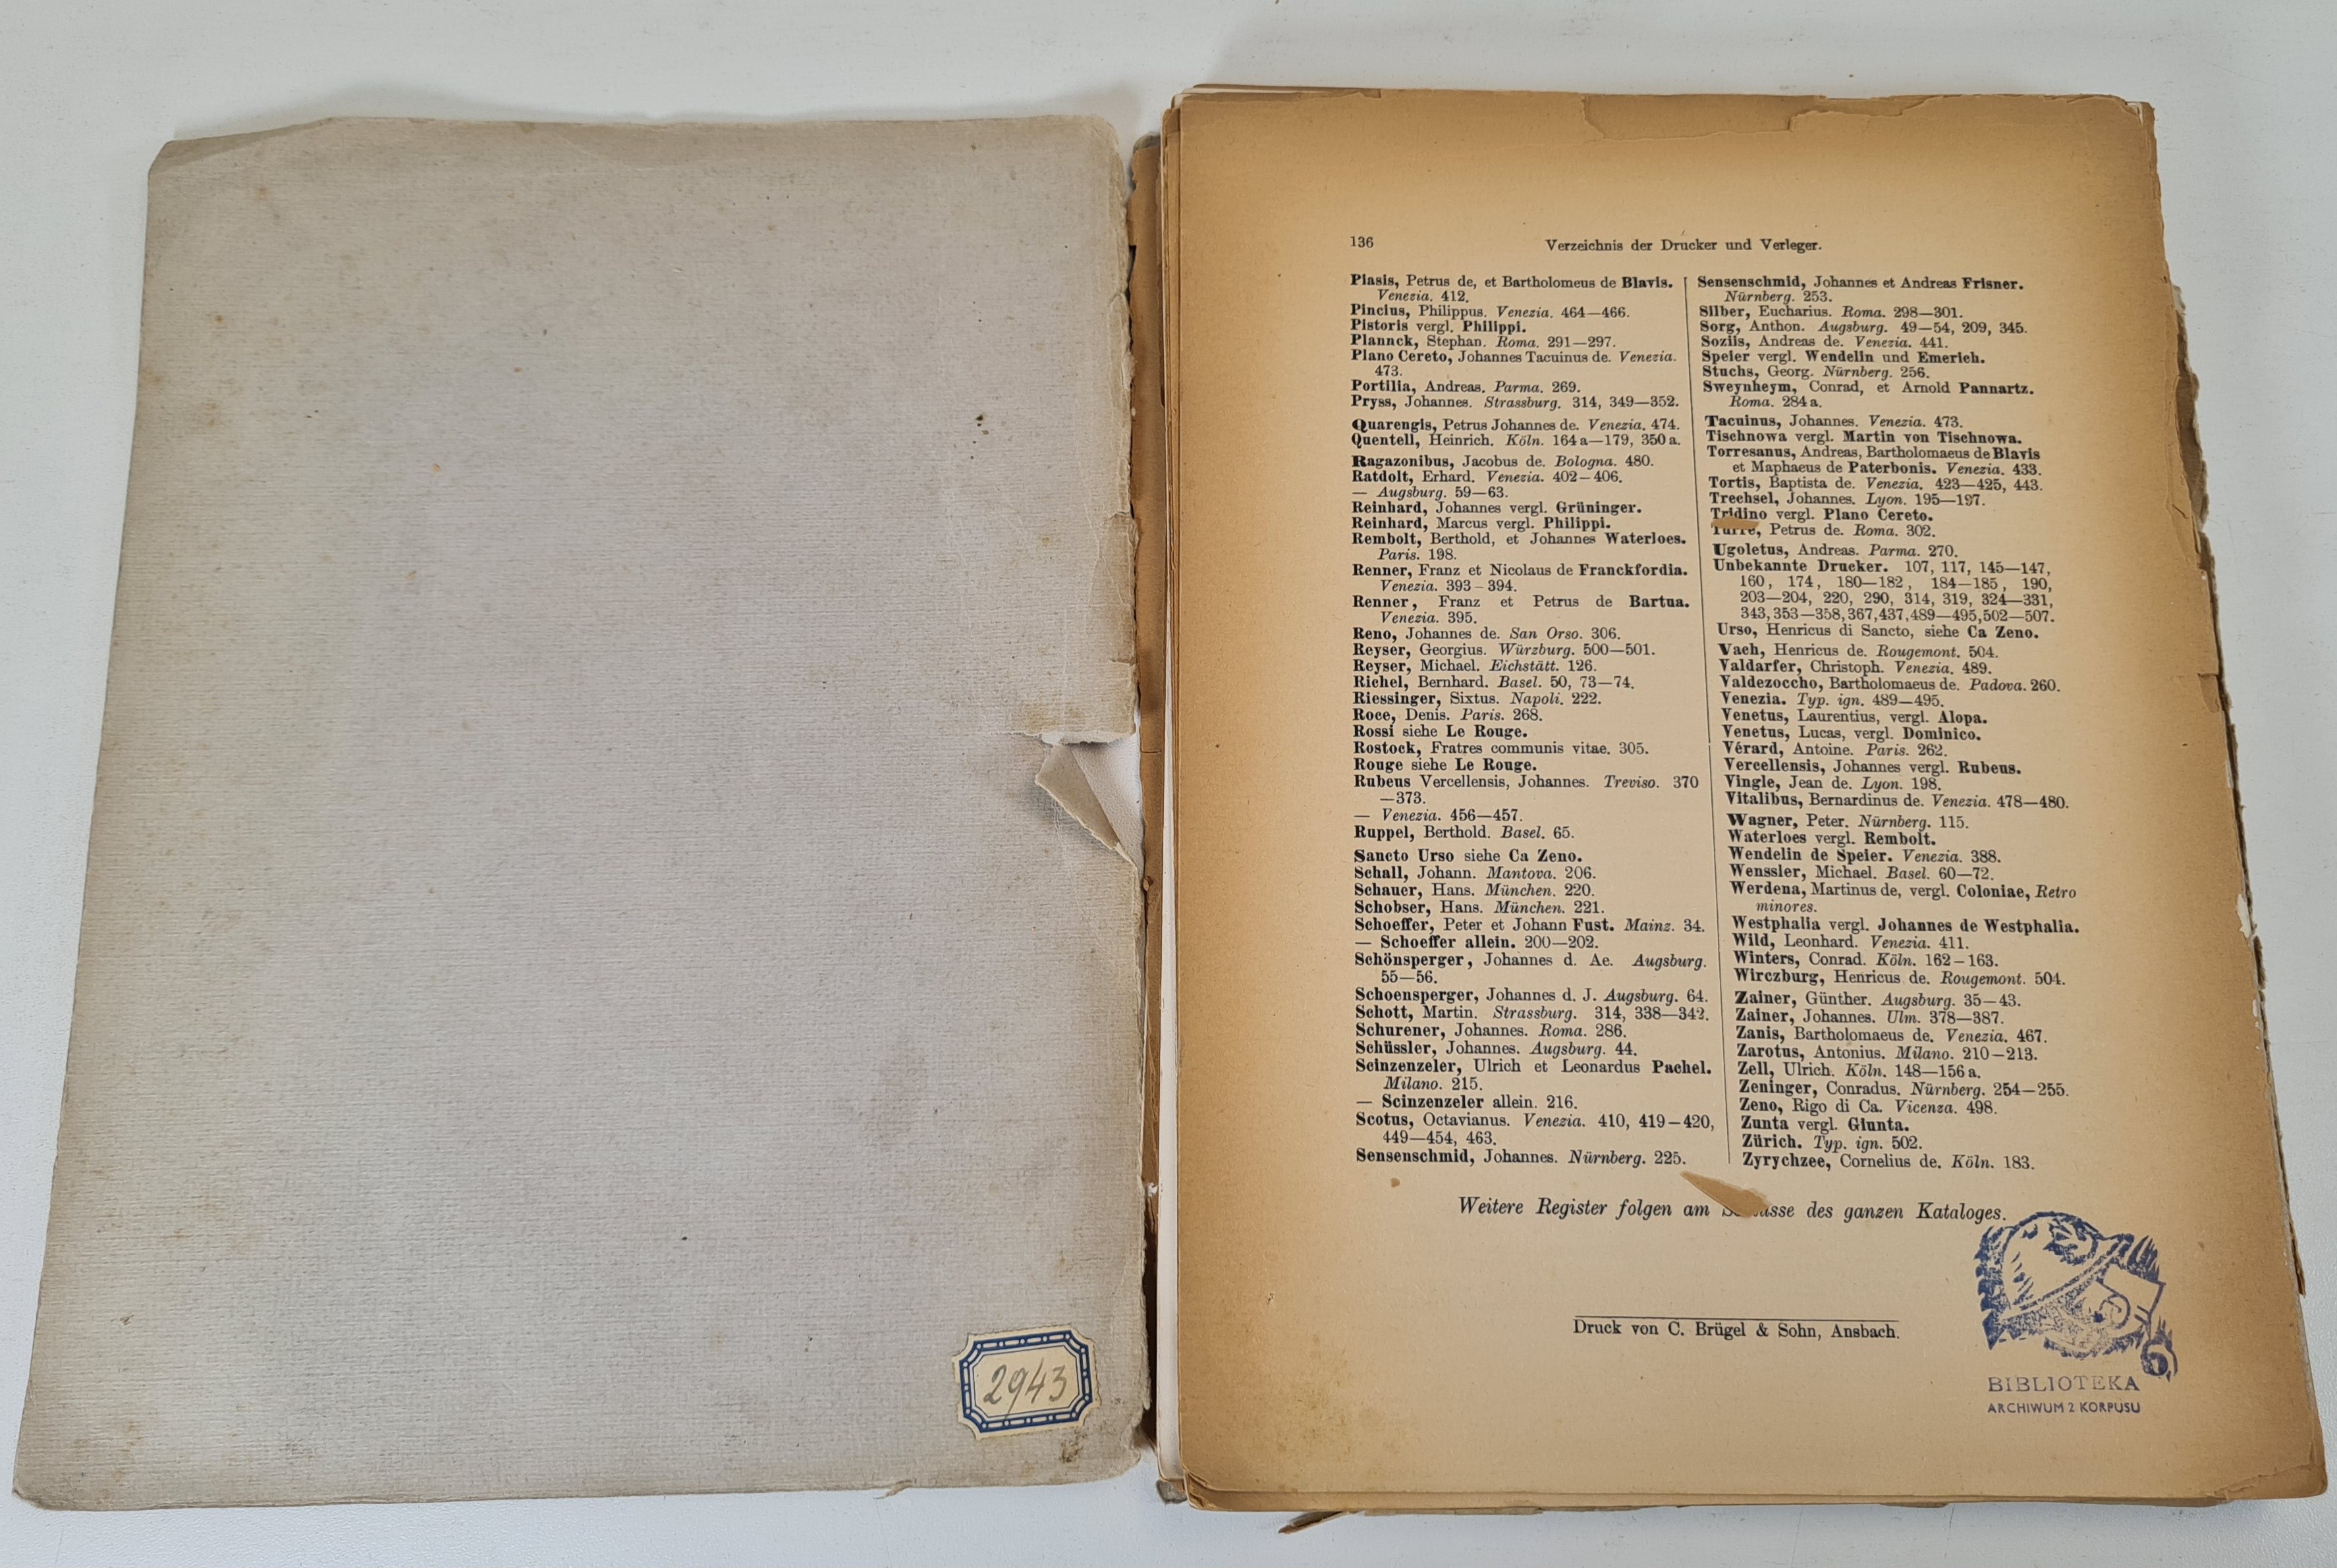 2943
136
Verzeichnis der Drucker und Verleger.
Plasis, Petrus de, et Bartholomeus de Blavis.
Venezia. 412.
Pincius, Philippus. Venezia. 464—466.
Pistoris vergl. Philippi.
Plannck, Stephan. Roma. 291—297.
Plano Cereto, Johannes Tacuinus de. Venezia.
473.
Portilia, Andreas. Parma. 269.
Pryss, Johannes. Strassburg. 314, 349—352.
Quarengis, Petrus Johannes de. Venezia. 474.
Quentell, Heinrich. Köln. 164a—179, 350a.
Ragazonibus, Jacobus de. Bologna. 480.
Ratdolt, Erhard. Venezia. 402—406.
— Augsburg. 59—63.
Reinhard, Johannes vergl. Grüninger.
Reinhard, Marcus vergl. Philippi.
Rembolt, Berthold, et Johannes Waterloes.
Paris. 198.
Renner, Franz et Nicolaus de Franckfordia.
Venezia. 393—394.
Renner, Franz et Petrus de Bartua.
Venezia. 395.
Reno, Johannes de. San Orso. 306.
Reyser, Georgius. Würzburg. 500—501.
Reyser, Michael. Eichstätt. 126.
Richel, Bernhard. Basel. 50, 73—74.
Riessinger, Sixtus. Napoli. 222.
Roce, Denis. Paris. 268.
Rossi siehe Le Rouge.
Rostock, Fratres communis vitae. 305.
Rouge siehe Le Rouge.
Rubeus Vercellensis, Johannes. Treviso. 370
—373.
— Venezia. 456—457.
Ruppel, Berthold. Basel. 65.
Sancto Urso siehe Ca Zeno.
Schall, Johann. Mantova. 206.
Schauer, Hans. München. 220.
Schobser, Hans. München. 221.
Schoeffer, Peter et Johann Fust. Mainz. 34.
— Schoeffer allein. 200—202.
Schönsperger, Johannes d. Ae. Augsburg.
55—56.
Schoensperger, Johannes d. J. Augsburg. 64.
Schott, Martin. Strassburg. 314, 338—342.
Schurener, Johannes. Roma. 286.
Schüssler, Johannes. Augsburg. 44.
Scinzenzeler, Ulrich et Leonardus Pachel.
Milano. 215.
— Scinzenzeler allein. 216.
Scotus, Octavianus. Venezia. 410, 419—420,
449—454, 463.
Sensenschmid, Johannes. Nürnberg. 225.
Sensenschmid, Johannes et Andreas Frisner.
Nürnberg. 253.
Silber, Eucharius. Roma. 298—301.
Sorg, Anthon. Augsburg. 49—54, 209, 345.
Soziis, Andreas de. Venezia. 441.
Speier vergl. Wendelin und Emerich.
Stuchs, Georg. Nürnberg. 256.
Sweynheym, Conrad, et Arnold Pannartz.
Roma. 284a.
Tacuinus, Johannes. Venezia. 473.
Tischnowa vergl. Martin von Tischnowa.
Torresanus, Andreas, Bartholomaeus de Blavis
et Maphaeus de Paterbonis. Venezia. 433.
Tortis, Baptista de. Venezia. 423—425, 443.
Trechsel, Johannes. Lyon. 195—197.
Tridino vergl. Plano Cereto.
Turre, Petrus de. Roma. 302.
Ugoletus, Andreas. Parma. 270.
Unbekannte Drucker. 107, 117, 145—147,
160, 174, 180—182, 184—185, 190,
203—204, 220, 290, 314, 319, 324—331,
343, 353—358, 367, 437, 489—495, 502—507.
Urso, Henricus di Sancto, siehe Ca Zeno.
Vach, Henricus de. Rougemont. 504.
Valdarfer, Christoph. Venezia. 489.
Valdezoccho, Bartholomaeus de. Padova. 260.
Venezia. Typ. ign. 489—495.
Venetus, Laurentius, vergl. Alopa.
Venetus, Lucas, vergl. Dominico.
Vérard, Antoine. Paris. 262.
Vercellensis, Johannes vergl. Rubeus.
Vingle, Jean de. Lyon. 198.
Vitalibus, Bernardinus de. Venezia. 478—480.
Wagner, Peter. Nürnberg. 115.
Waterloes vergl. Rembolt.
Wendelin de Speier. Venezia. 388.
Wenssler, Michael. Basel. 60—72.
Werdena, Martinus de, vergl. Coloniae, Retro
minores.
Westphalia vergl. Johannes de Westphalia.
Wild, Leonhard. Venezia. 411.
Winters, Conrad. Köln. 162—163.
Wirczburg, Henricus de. Rougemont. 504.
Zainer, Günther. Augsburg. 35—43.
Zainer, Johannes. Ulm. 378—387.
Zanis, Bartholomaeus de. Venezia. 467.
Zarotus, Antonius. Milano. 210—213.
Zell, Ulrich. Köln. 148—156a.
Zeninger, Conradus. Nürnberg. 254—255.
Zeno, Rigo di Ca. Vicenza. 498.
Zunta vergl. Giunta.
Zürich. Typ. ign. 502.
Zyrychzee, Cornelius de. Köln. 183.
Weitere Register folgen am des ganzen Kataloges.
Druck von C. Brügel & Sohn, Ansbach.
BIBLIOTEKA
ARCHIWUM 2 KORPUSU